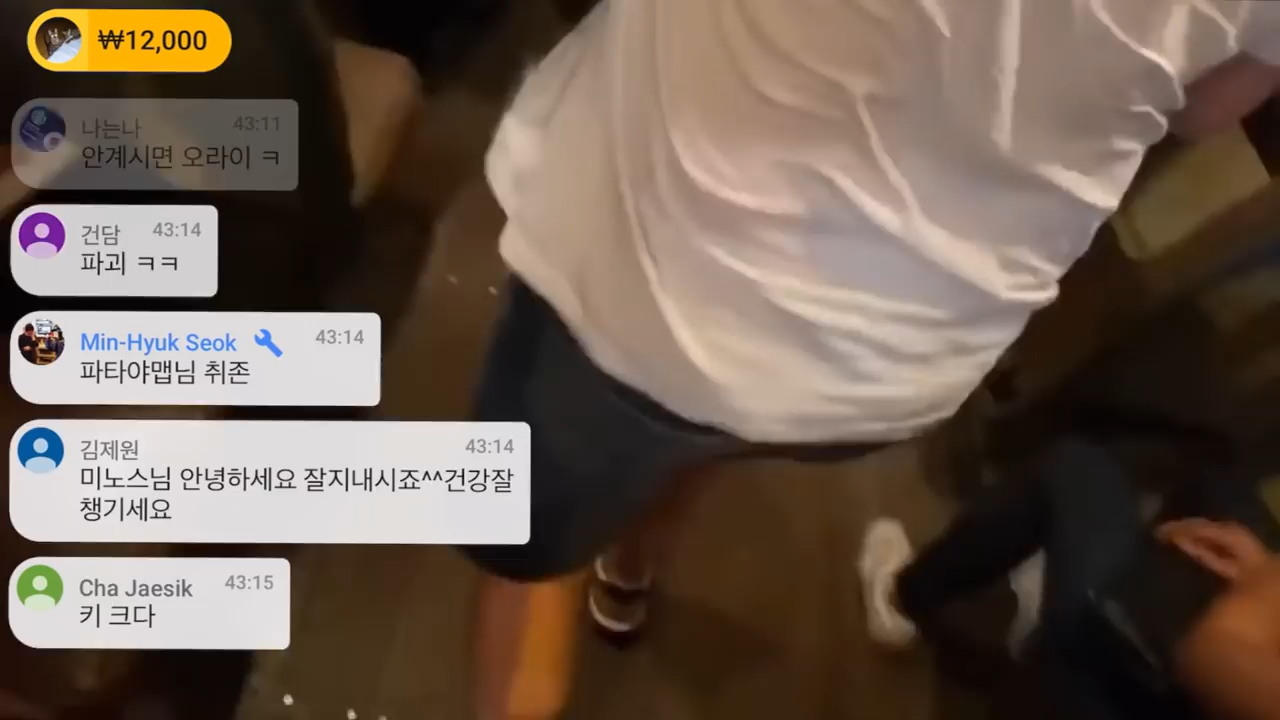 ₩12,000
나는나 43:11
안계시면 오라이 ㅋ
건담 43:14
파괴 ㅋㅋ
Min-Hyuk Seok 43:14
파타야맵님 취존
김제원 43:14
미노스님 안녕하세요 잘지내시죠^^건강잘
챙기세요
Cha Jaesik 43:15
키 크다